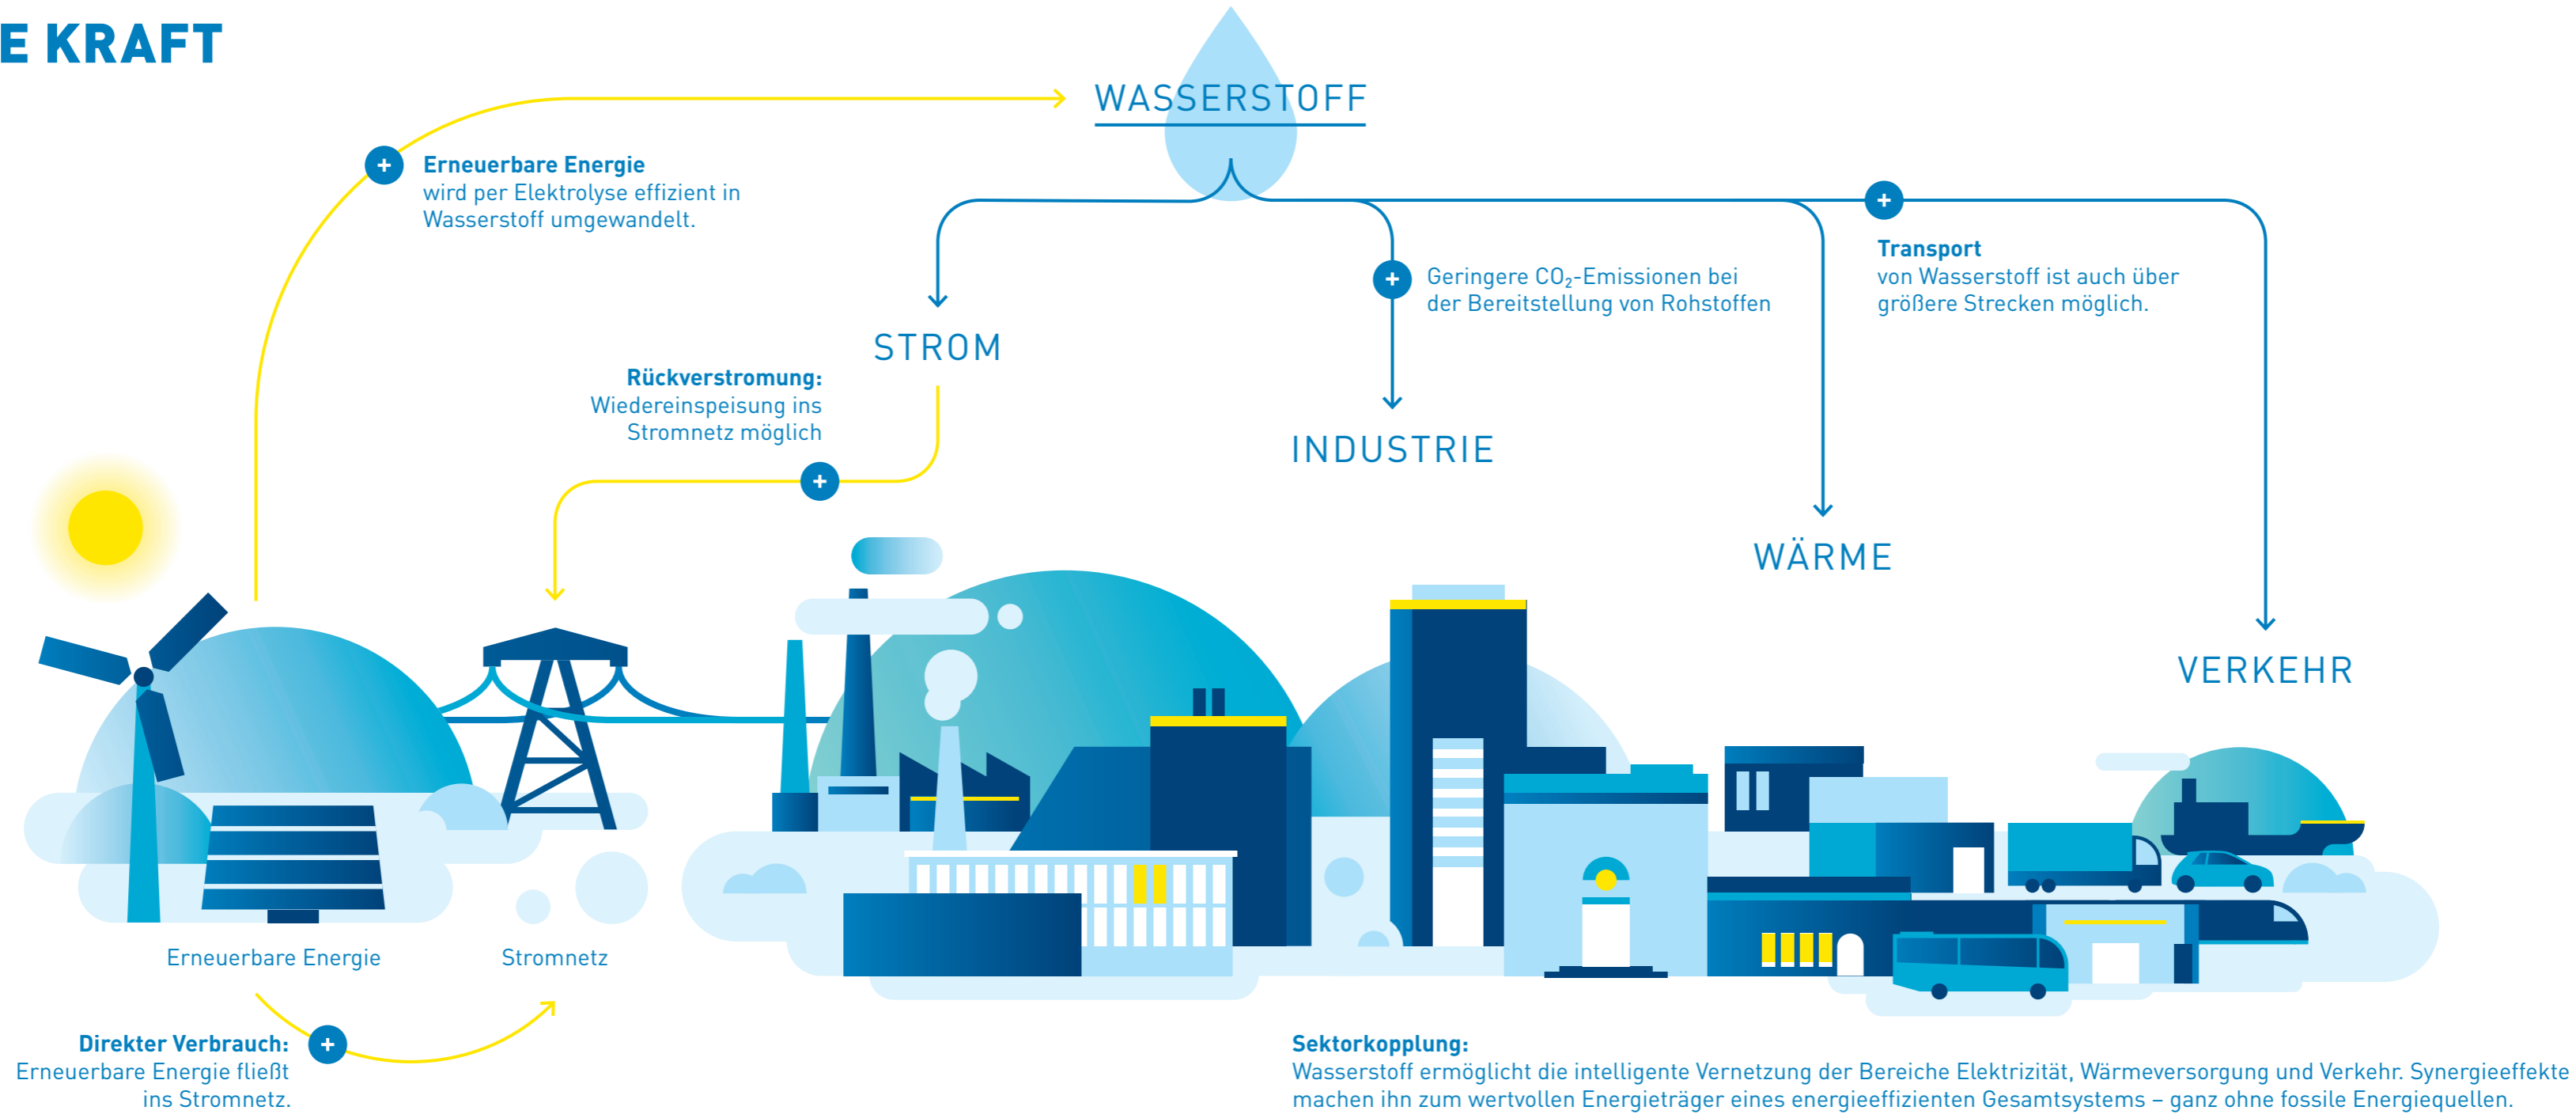 E KRAFT
WASSERSTOFF
Erneuerbare Energie
wird per Elektrolyse effizient in
Wasserstoff umgewandelt.
Transport
von Wasserstoff ist auch über
größere Strecken möglich.
Geringere CO₂-Emissionen bei
der Bereitstellung von Rohstoffen
STROM
Rückverstromung:
Wiedereinspeisung ins
Stromnetz möglich
INDUSTRIE
WÄRME
VERKEHR
Erneuerbare Energie
Stromnetz
Direkter Verbrauch:
Erneuerbare Energie fließt
ins Stromnetz.
Sektorkopplung:
Wasserstoff ermöglicht die intelligente Vernetzung der Bereiche Elektrizität, Wärmeversorgung und Verkehr. Synergieeffekte
machen ihn zum wertvollen Energieträger eines energieeffizienten Gesamtsystems – ganz ohne fossile Energiequellen.